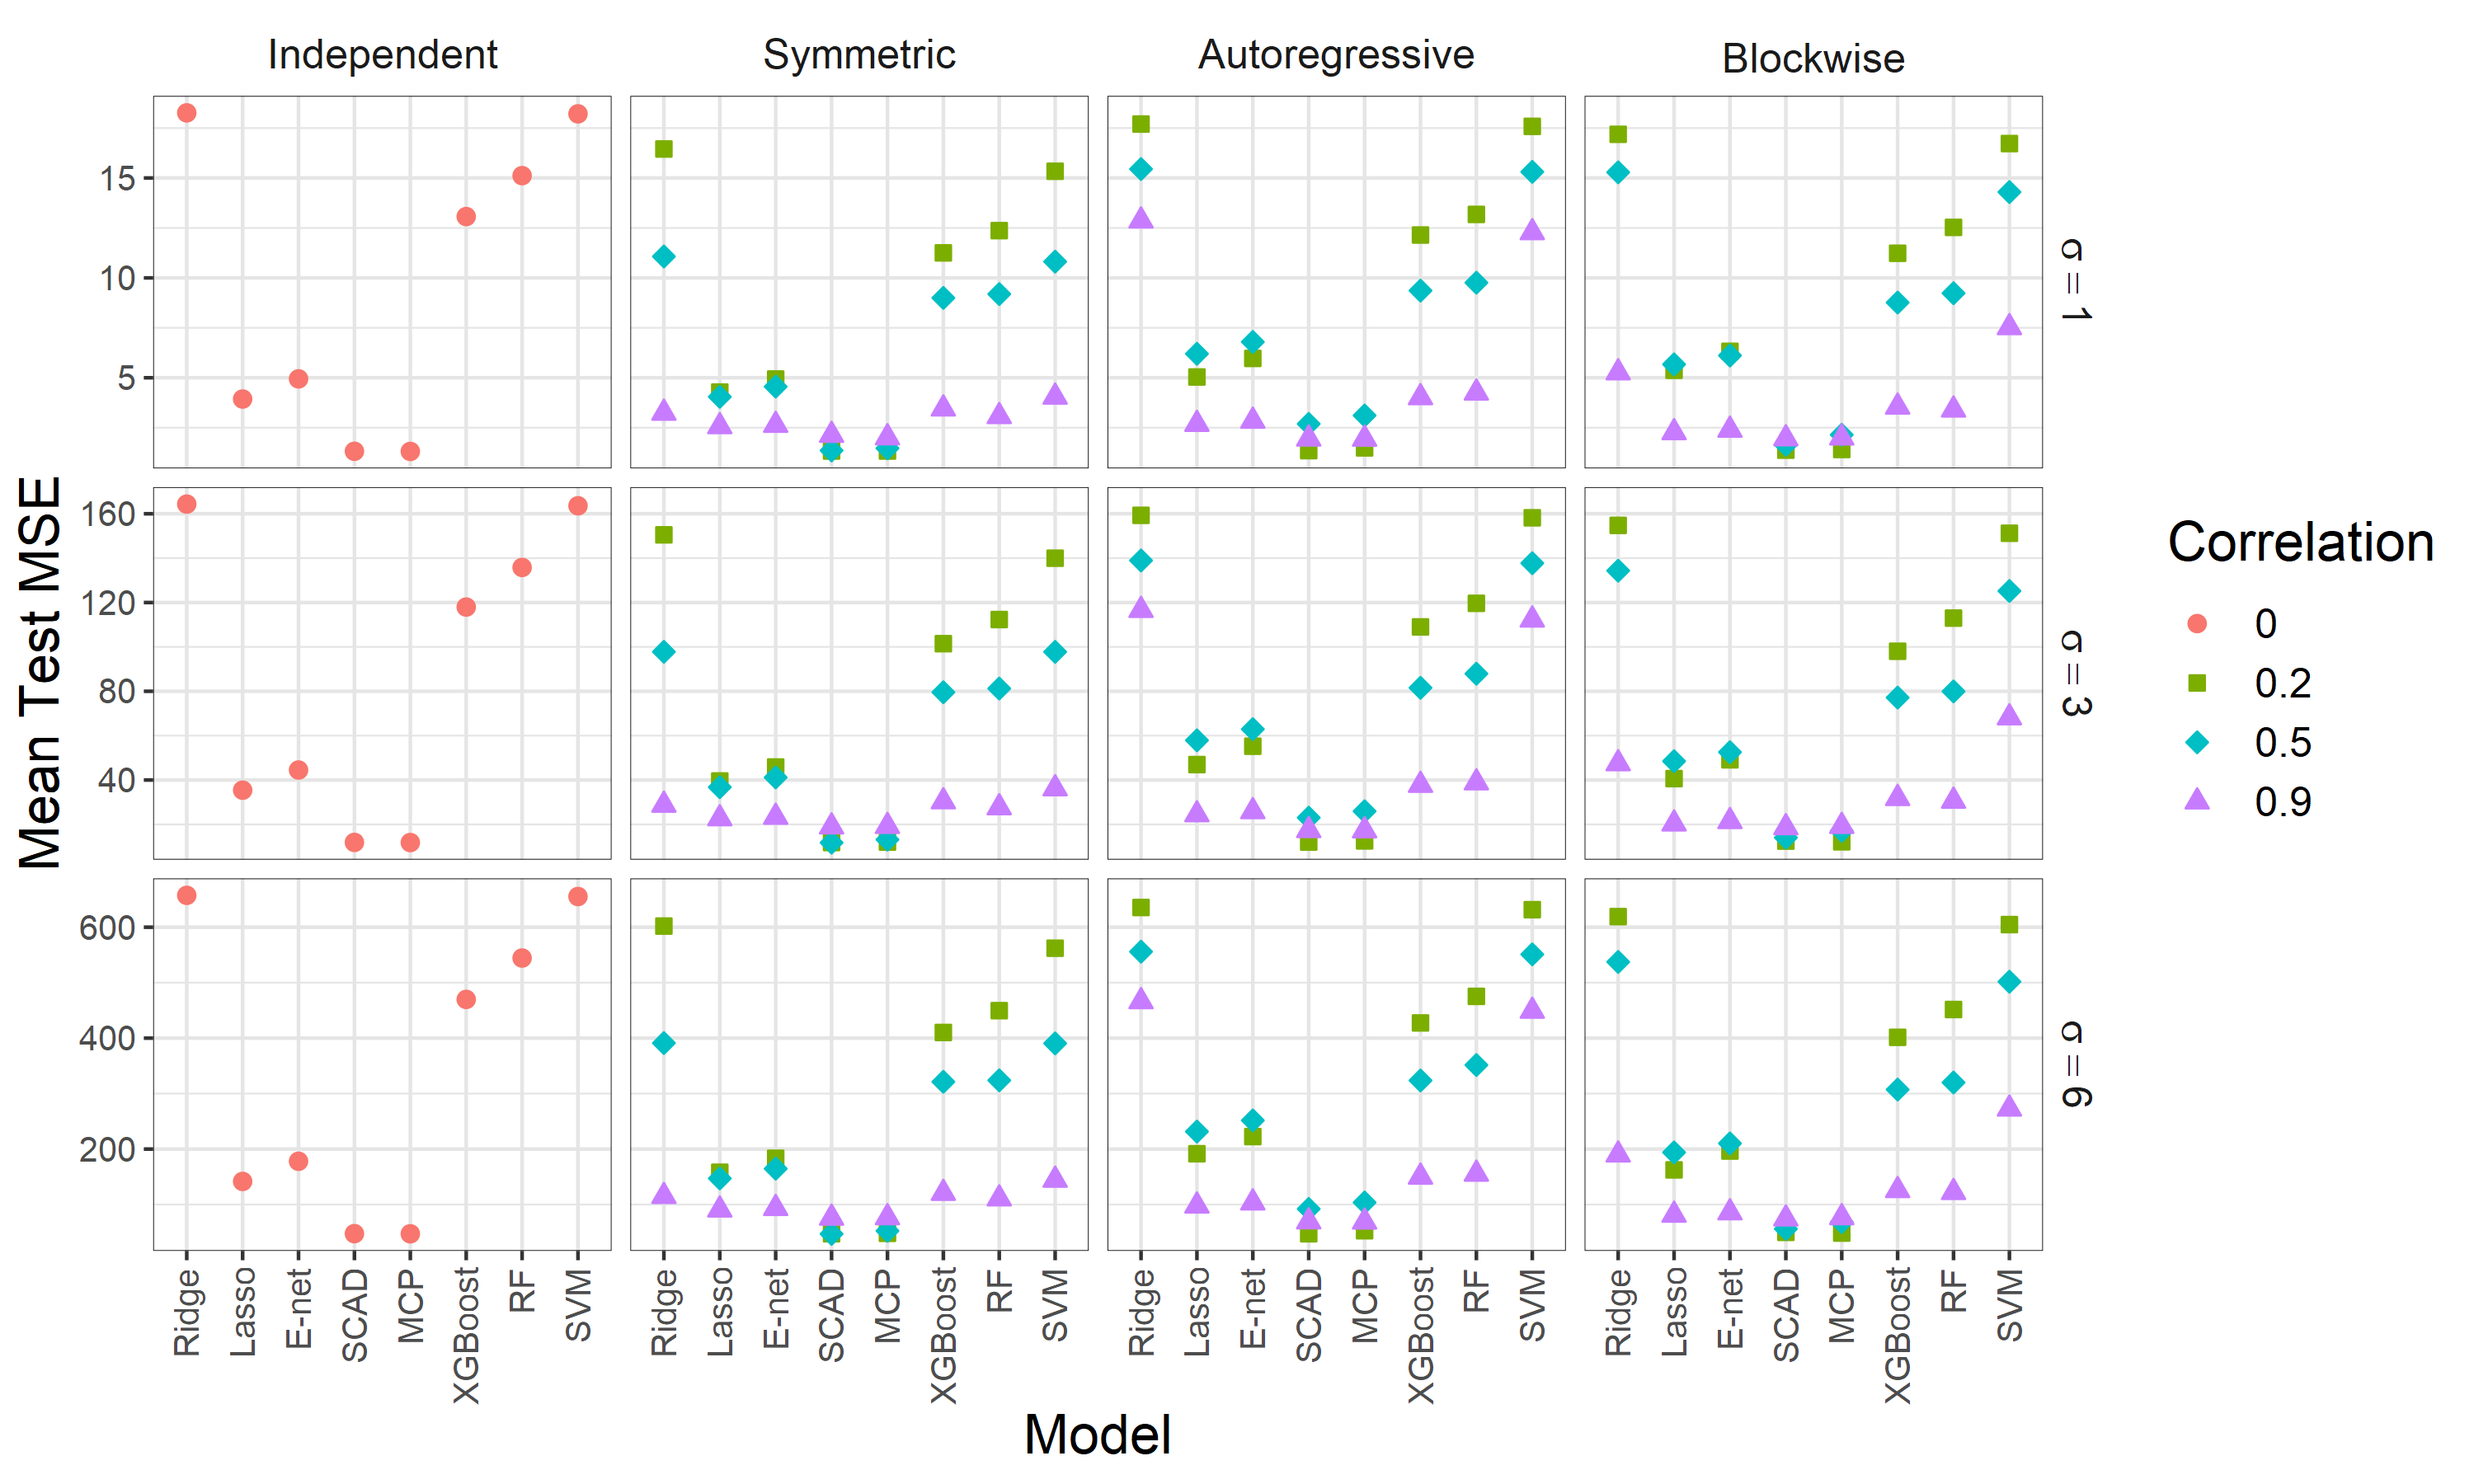 Independent Symmetric Autoregressive Blockwise
15
10
5
σ = 1
160
120
80
40
σ = 3
600
400
200
σ = 6
Mean Test MSE
Ridge Lasso E-net SCAD MCP XGBoost RF SVM
Ridge Lasso E-net SCAD MCP XGBoost RF SVM
Ridge Lasso E-net SCAD MCP XGBoost RF SVM
Ridge Lasso E-net SCAD MCP XGBoost RF SVM
Model
Correlation
0
0.2
0.5
0.9